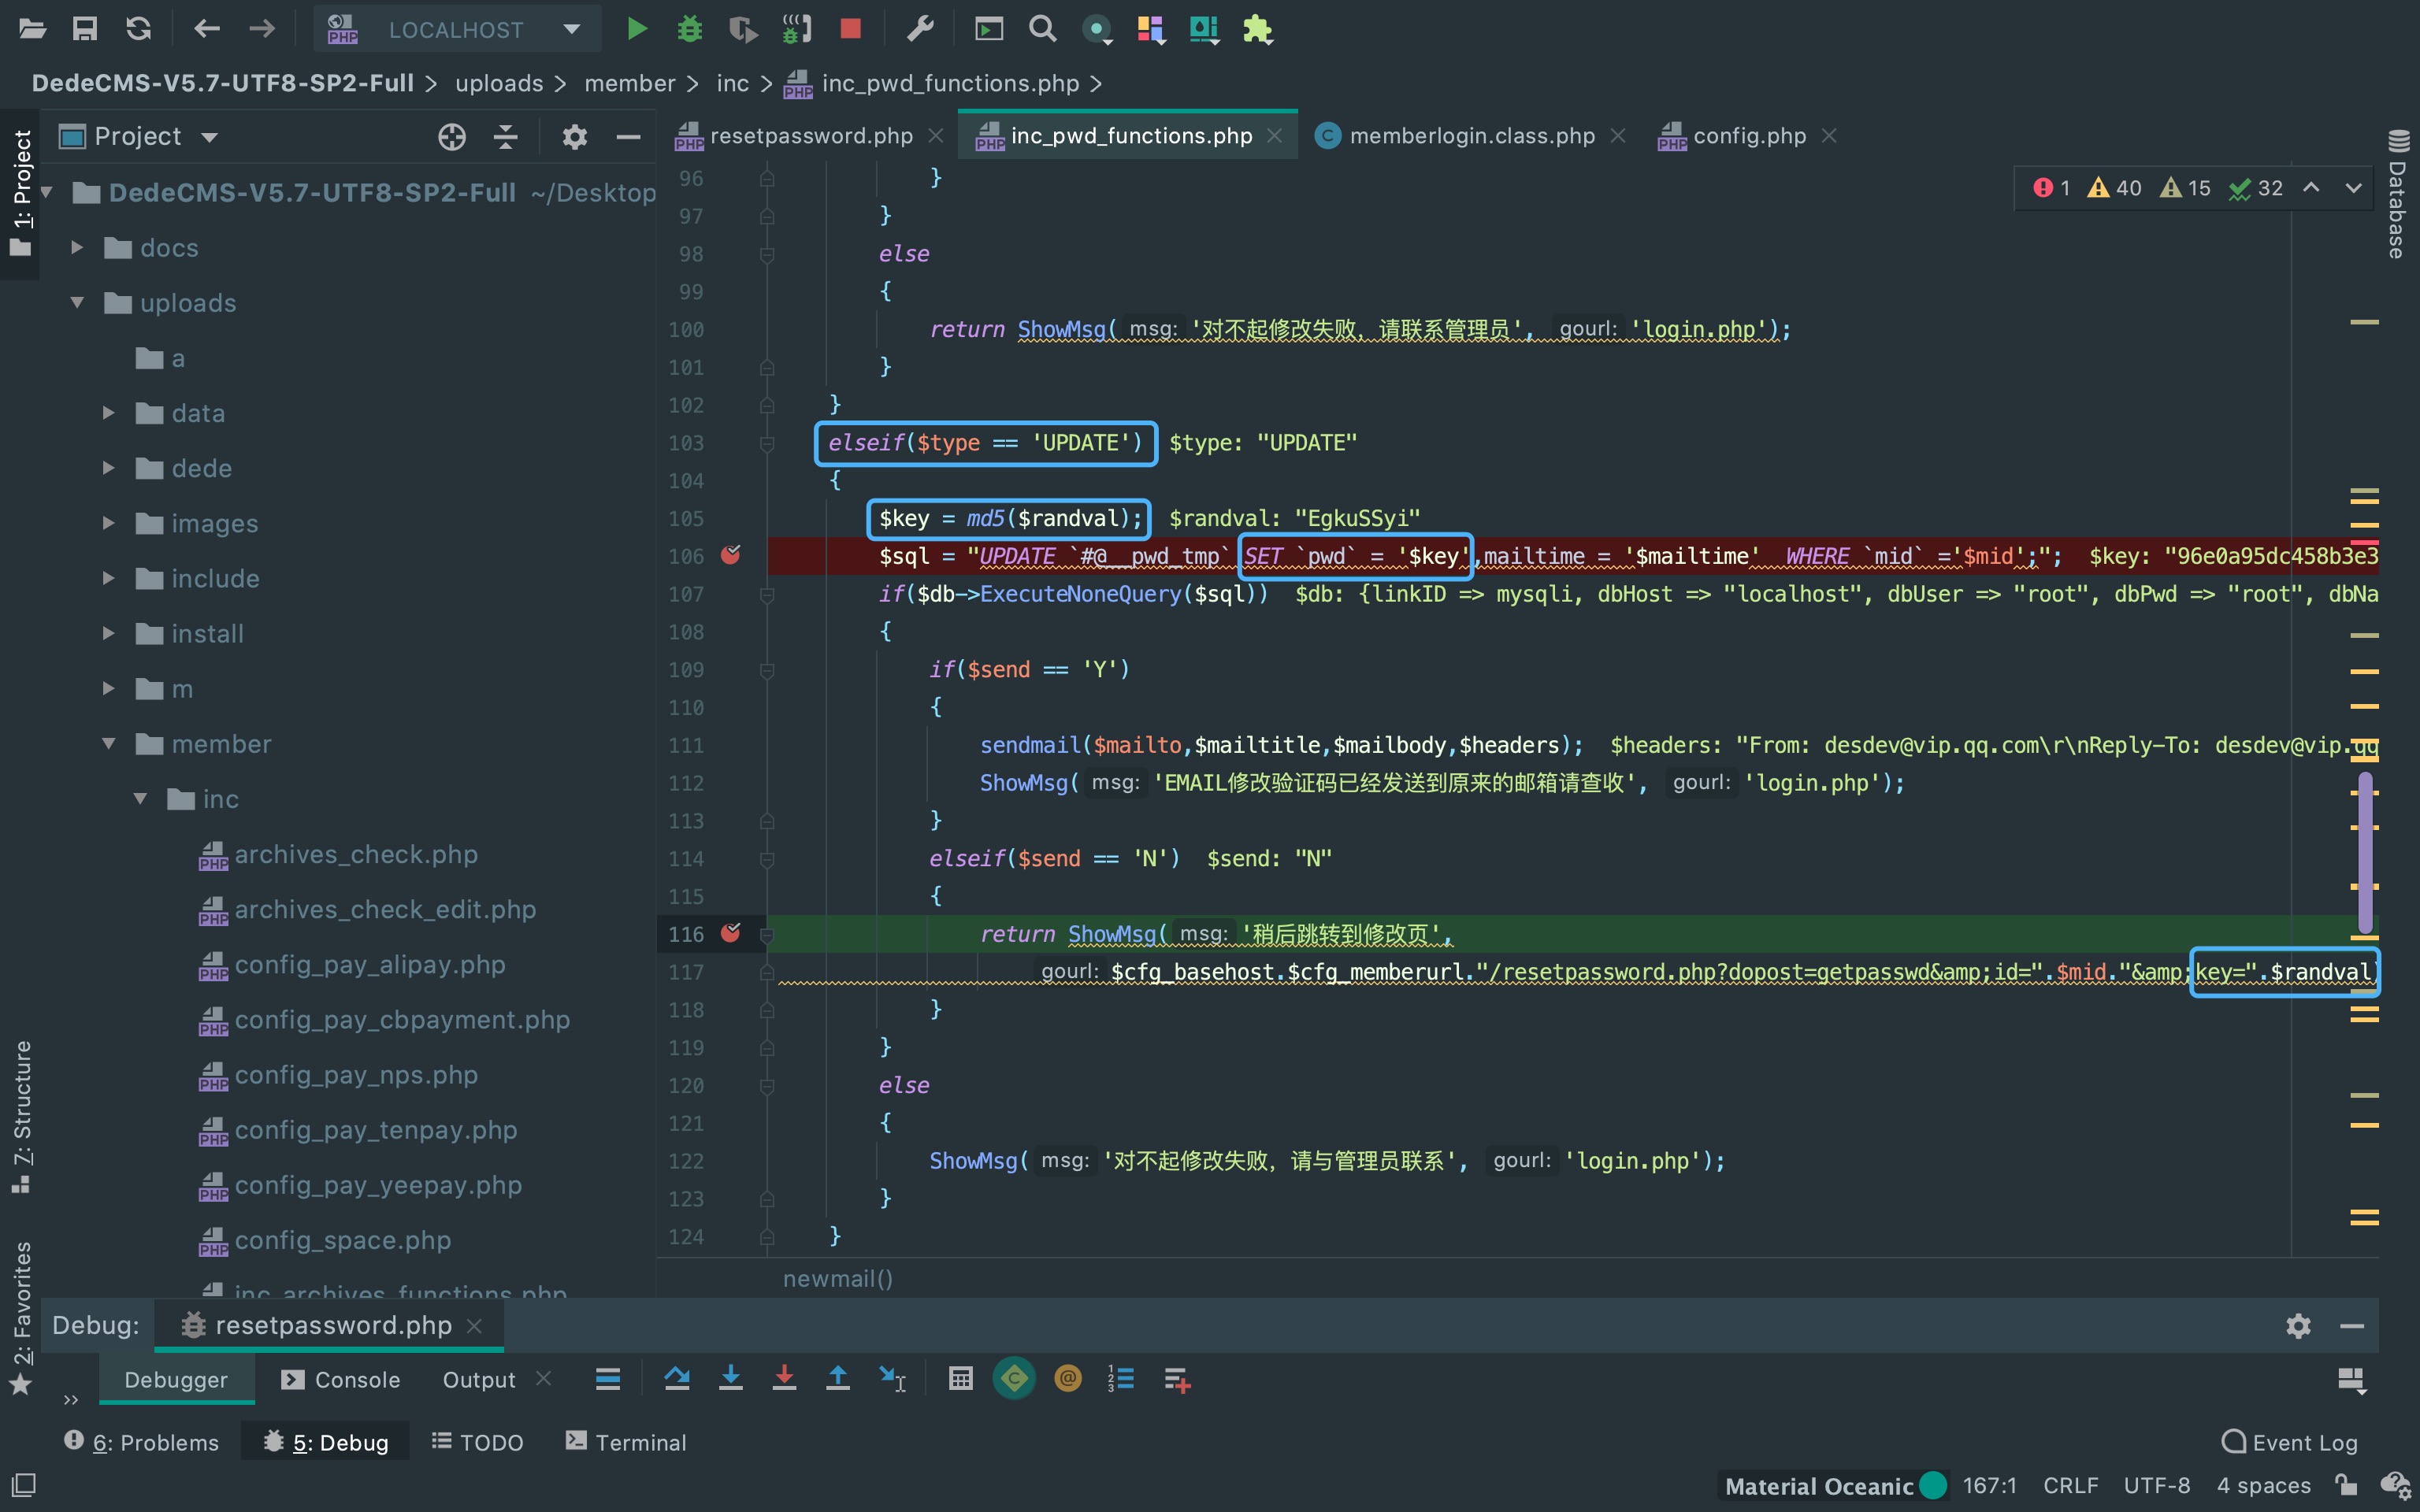 LOCALHOST
DedeCMS-V5.7-UTF8-SP2-Full > uploads > member > inc > inc_pwd_functions.php >
Project
resetpassword.php
inc_pwd_functions.php
memberlogin.class.php
config.php
1: Project
7: Structure
2: Favorites
Database
DedeCMS-V5.7-UTF8-SP2-Full ~/Desktop
docs
uploads
a
data
dede
images
include
install
m
member
inc
archives_check.php
archives_check_edit.php
config_pay_alipay.php
config_pay_cbpayment.php
config_pay_nps.php
config_pay_tenpay.php
config_pay_yeepay.php
config_space.php
inc_archives_functions.php
1 40 15 32
96 }
97 }
98 else
99 {
100 return ShowMsg( msg: '对不起修改失败，请联系管理员', gourl: 'login.php');
101 }
102 }
103 elseif($type == 'UPDATE') $type: "UPDATE"
104 {
105 $key = md5($randval); $randval: "EgkuSSyi"
106 $sql = "UPDATE `#@__pwd_tmp` SET `pwd` = '$key',mailtime = '$mailtime'  WHERE `mid` ='$mid';"; $key: "96e0a95dc458b3e3
107 if($db->ExecuteNoneQuery($sql)) $db: {linkID => mysqli, dbHost => "localhost", dbUser => "root", dbPwd => "root", dbNa
108 {
109 if($send == 'Y')
110 {
111 sendmail($mailto,$mailtitle,$mailbody,$headers); $headers: "From: desdev@vip.qq.com\r\nReply-To: desdev@vip.qq
112 ShowMsg( msg: 'EMAIL修改验证码已经发送到原来的邮箱请查收', gourl: 'login.php');
113 }
114 elseif($send == 'N') $send: "N"
115 {
116 return ShowMsg( msg: '稍后跳转到修改页',
117 gourl: $cfg_basehost.$cfg_memberurl."/resetpassword.php?dopost=getpasswd&amp;id=".$mid."&amp;key=".$randval)
118 }
119 }
120 else
121 {
122 ShowMsg( msg: '对不起修改失败，请与管理员联系', gourl: 'login.php');
123 }
124 }
newmail()
Debug: resetpassword.php
Debugger Console Output
6: Problems 5: Debug TODO Terminal
Event Log
Material Oceanic 167:1 CRLF UTF-8 4 spaces